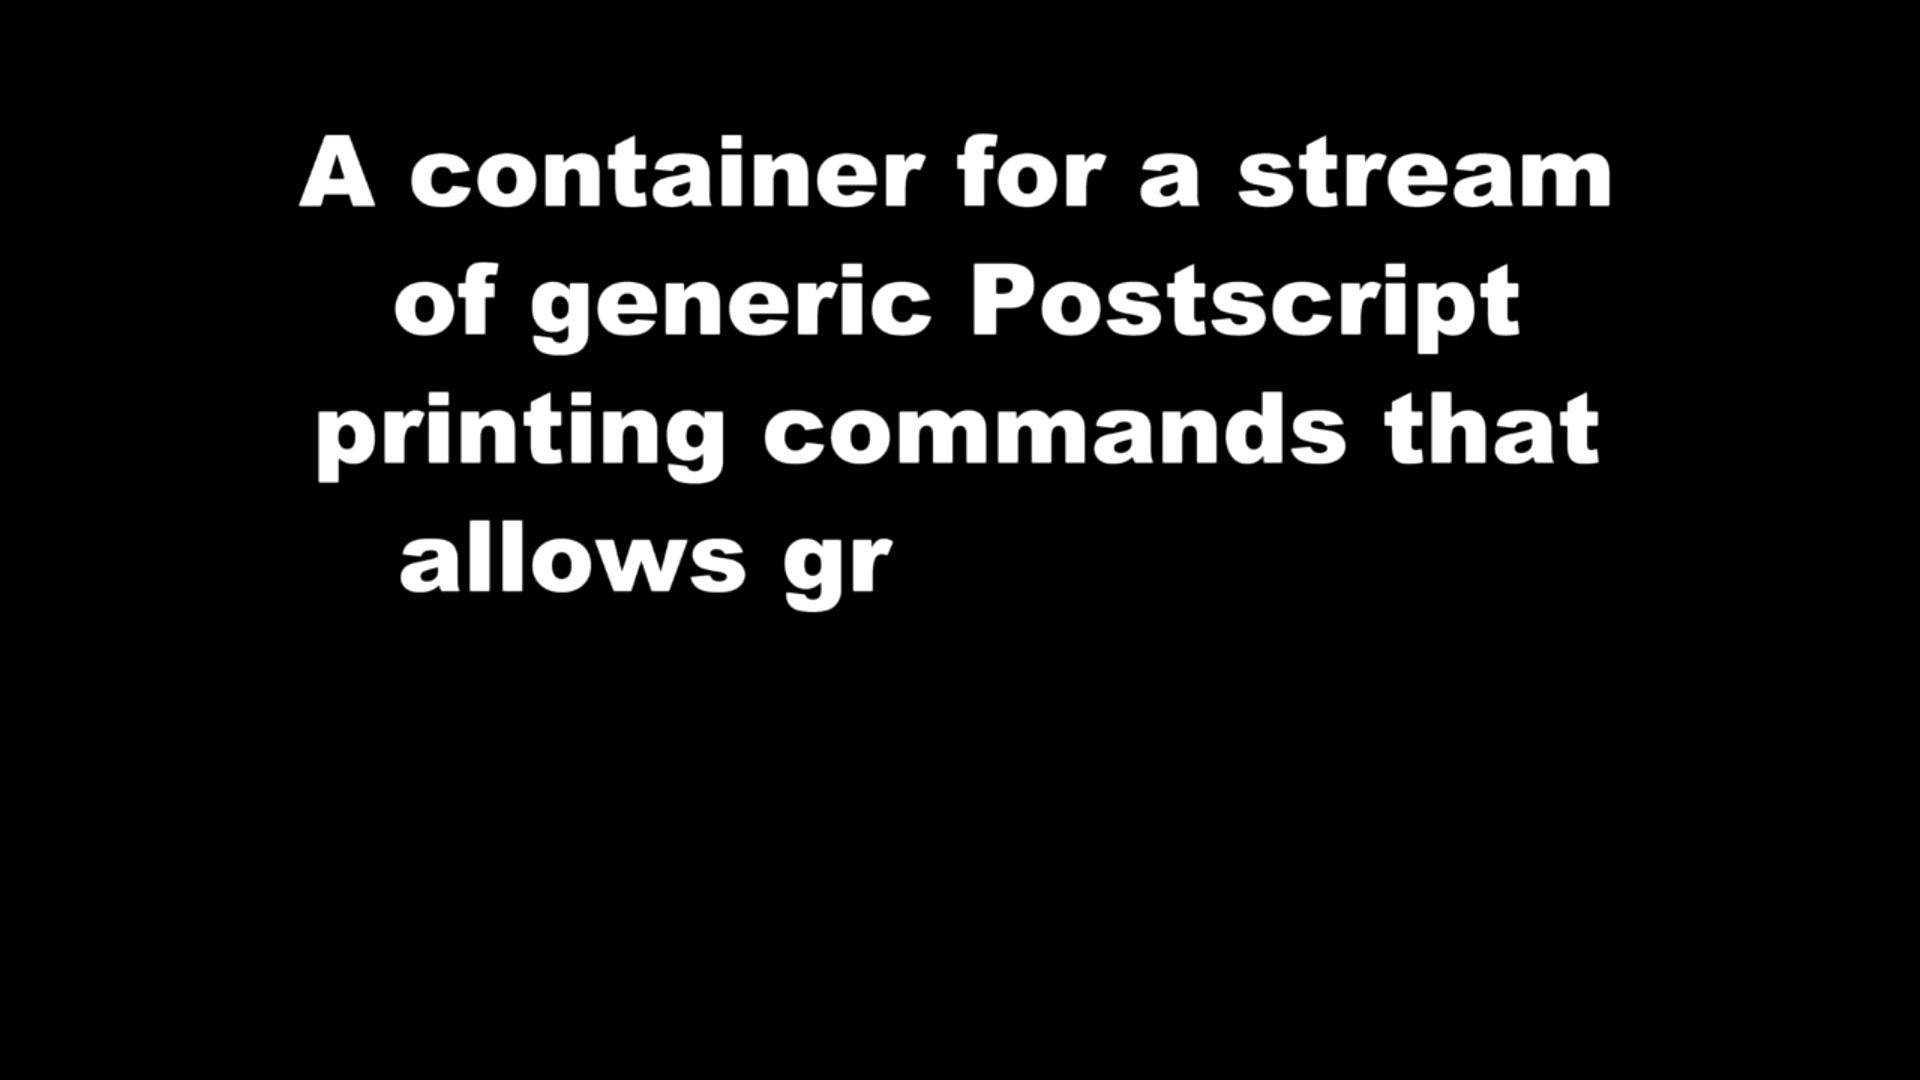 A container for a stream
of generic Postscript
printing commands that
allows gr